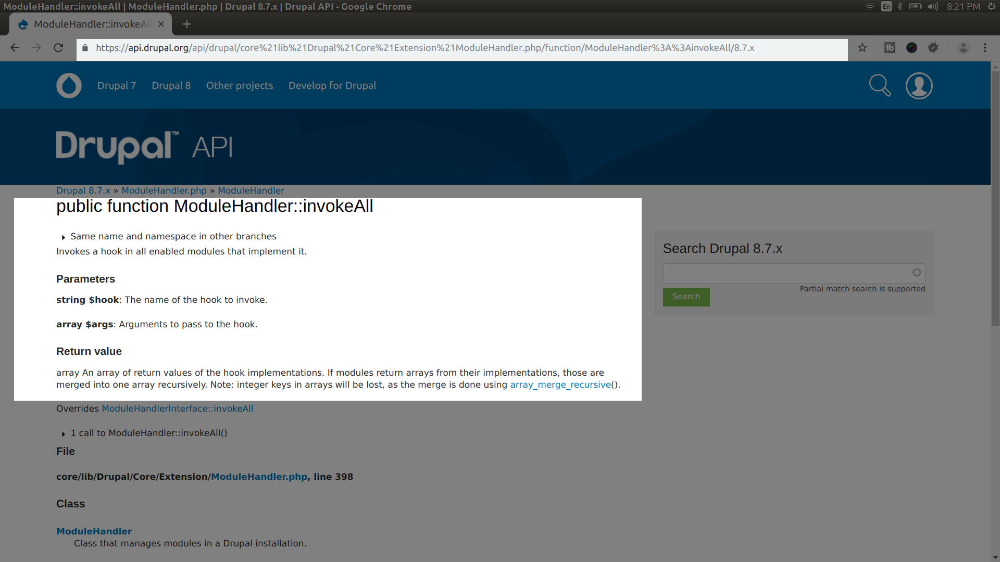 ModuleHandler::invokeAll | ModuleHandler.php | Drupal 8.7.x | Drupal API - Google Chrome
En
8:21 PM
ModuleHandler::invokeAll
https://api.drupal.org/api/drupal/core%21lib%21Drupal%21Core%21Extension%21ModuleHandler.php/function/ModuleHandler%3A%3AinvokeAll/8.7.x
Drupal 7
Drupal 8
Other projects
Develop for Drupal
Drupal™ API
Drupal 8.7.x » ModuleHandler.php » ModuleHandler
public function ModuleHandler::invokeAll
Same name and namespace in other branches
Invokes a hook in all enabled modules that implement it.
Parameters
string $hook: The name of the hook to invoke.
array $args: Arguments to pass to the hook.
Return value
array An array of return values of the hook implementations. If modules return arrays from their implementations, those are
merged into one array recursively. Note: integer keys in arrays will be lost, as the merge is done using array_merge_recursive().
Overrides ModuleHandlerInterface::invokeAll
1 call to ModuleHandler::invokeAll()
File
core/lib/Drupal/Core/Extension/ModuleHandler.php, line 398
Class
ModuleHandler
Class that manages modules in a Drupal installation.
Search Drupal 8.7.x
Partial match search is supported
Search